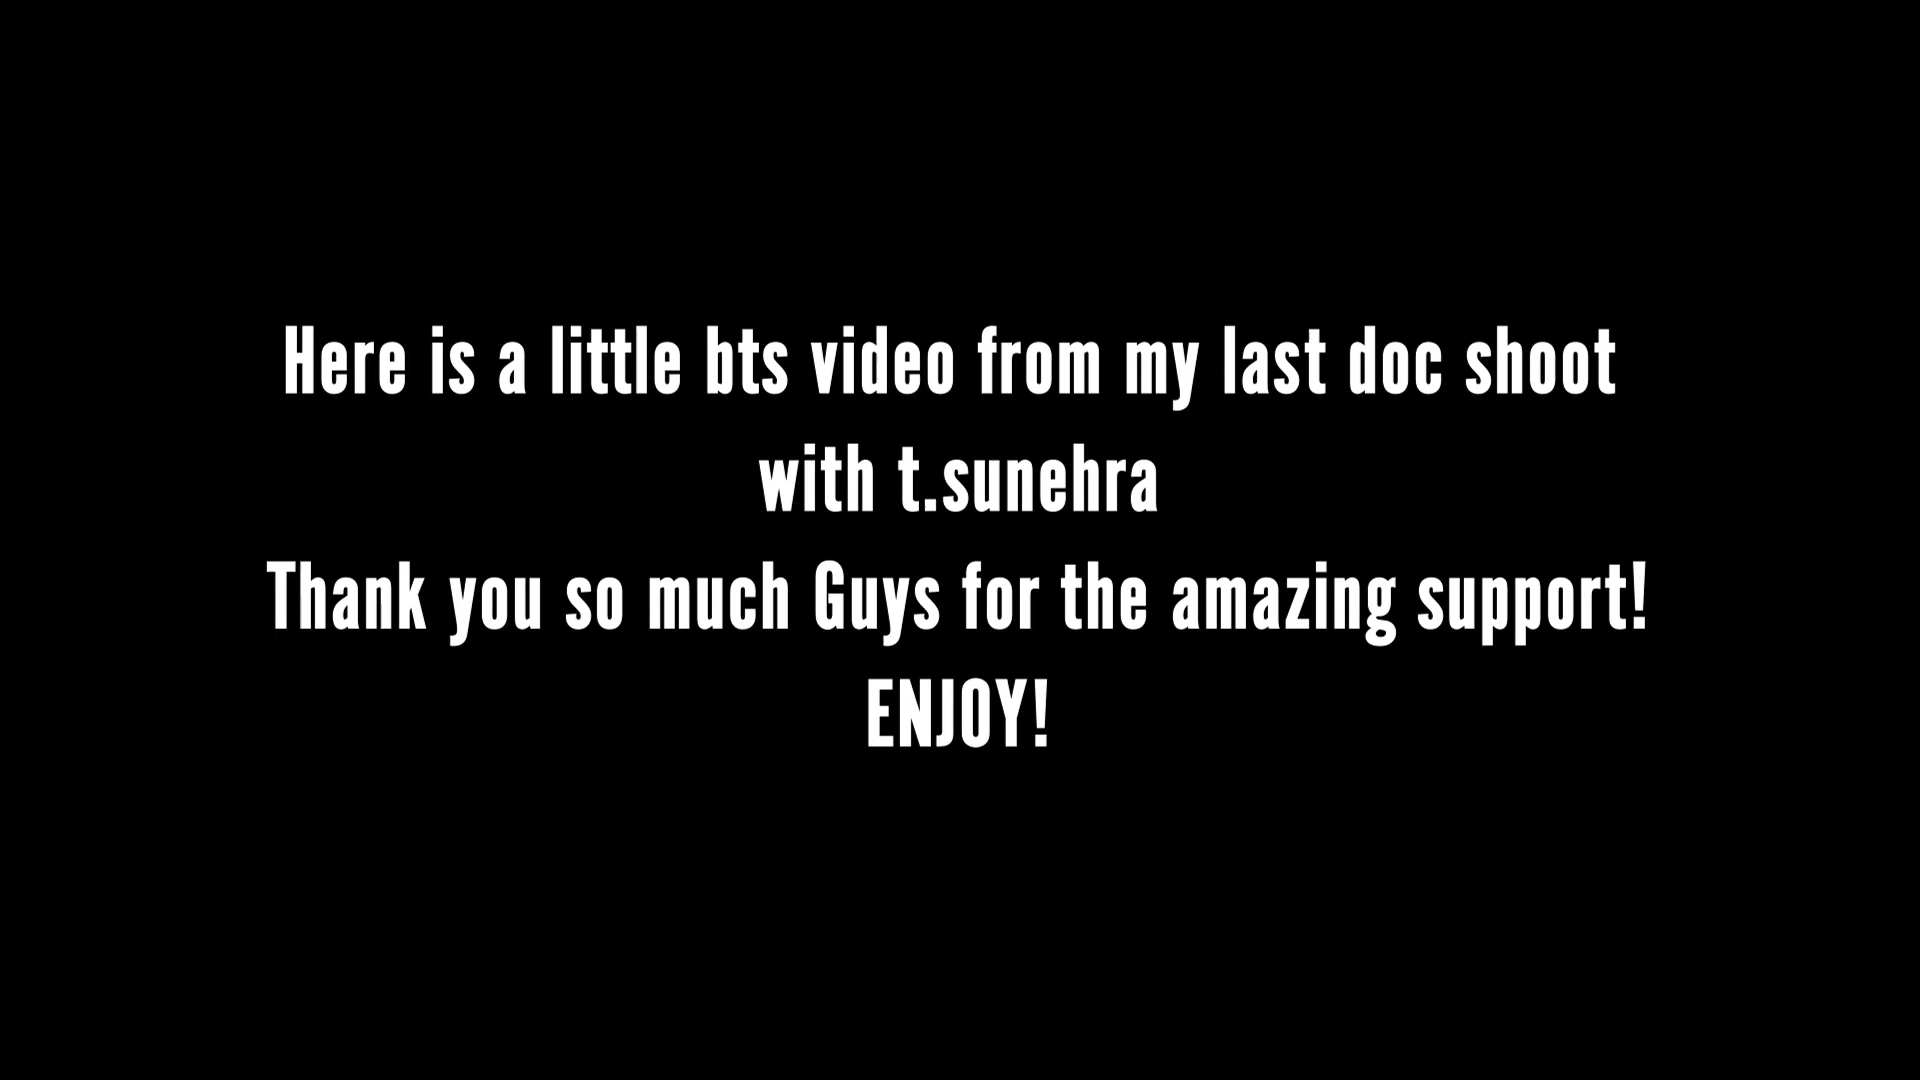 Here is a little bts video from my last doc shoot
with t.sunehra
Thank you so much Guys for the amazing support!
ENJOY!